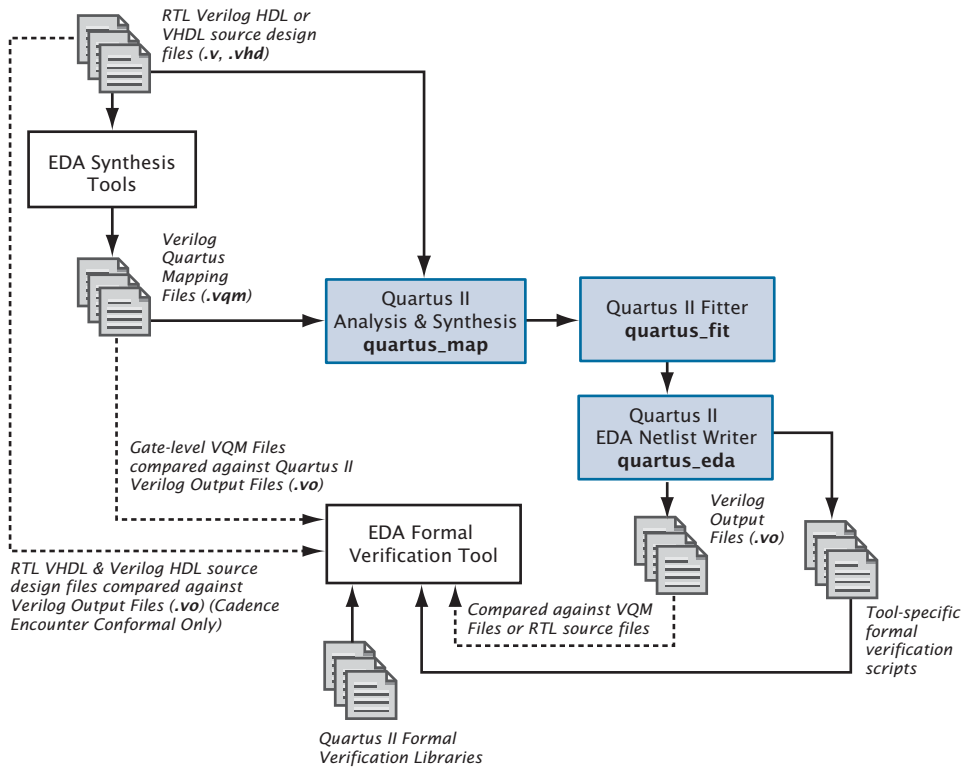 RTL Verilog HDL or
VHDL source design
files (.v, .vhd)
EDA Synthesis
Tools
Verilog
Quartus
Mapping
Files (.vqm)
Quartus II
Analysis & Synthesis
quartus_map
Quartus II Fitter
quartus_fit
Quartus II
EDA Netlist Writer
quartus_eda
Gate-level VQM Files
compared against Quartus II
Verilog Output Files (.vo)
Verilog
Output
Files (.vo)
EDA Formal
Verification Tool
RTL VHDL & Verilog HDL source
design files compared against
Verilog Output Files (.vo) (Cadence
Encounter Conformal Only)
Compared against VQM
Files or RTL source files
Tool-specific
formal
verification
scripts
Quartus II Formal
Verification Libraries